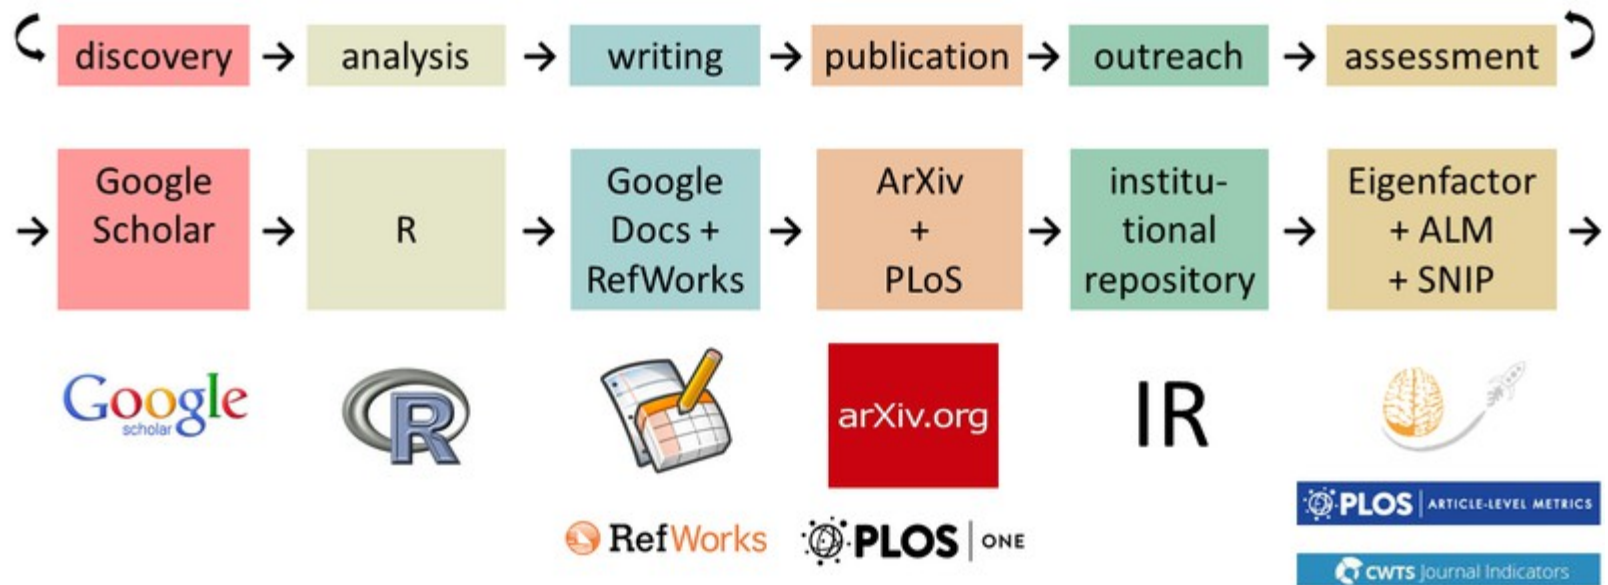 discovery → analysis → writing → publication → outreach → assessment
Google
Scholar
R
Google
Docs +
RefWorks
ArXiv
+
PLoS
institu-
tional
repository
Eigenfactor
+ ALM
+ SNIP
Google
scholar
R
arXiv.org
IR
RefWorks
PLOS | ONE
PLOS | ARTICLE-LEVEL METRICS
CWTS Journal Indicators